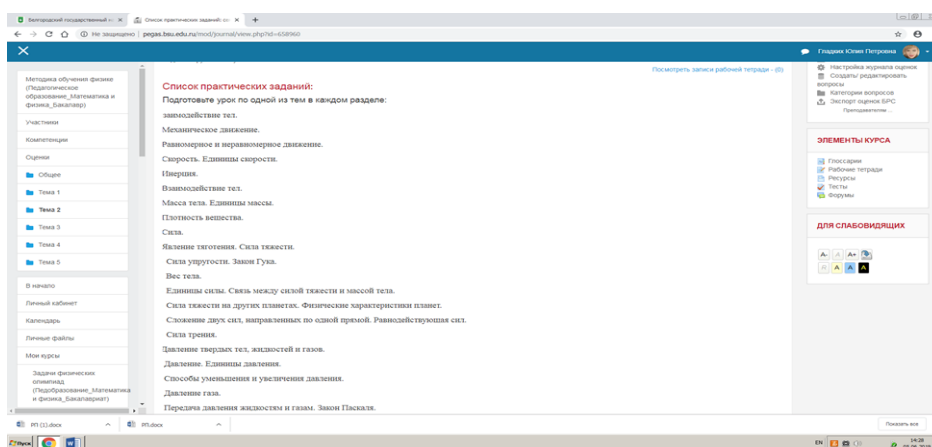 Белгородский государственный
Список практических заданий:
Не защищено
pegas.bsu.edu.ru/mod/journal/view.php?id=658960
Гладких Юлия Петровна
Методика обучения физике
(Педагогическое
образование_Математика и
физика_Бакалавр)
Участники
Компетенции
Оценки
Общее
Тема 1
Тема 2
Тема 3
Тема 4
Тема 5
В начало
Личный кабинет
Календарь
Личные файлы
Мои курсы
Задачи физических
олимпиад
(Педобразование_Математика
и физика_Бакалавриат)
Посмотреть записи рабочей тетради - (0)
Список практических заданий:
Подготовьте урок по одной из тем в каждом разделе:
заимодействие тел.
Механическое движение.
Равномерное и неравномерное движение.
Скорость. Единицы скорости.
Инерция.
Взаимодействие тел.
Масса тела. Единицы массы.
Плотность вещества.
Сила.
Явление тяготения. Сила тяжести.
Сила упругости. Закон Гука.
Вес тела.
Единицы силы. Связь между силой тяжести и массой тела.
Сила тяжести на других планетах. Физические характеристики планет.
Сложение двух сил, направленных по одной прямой. Равнодействующая сил.
Сила трения.
Давление твердых тел, жидкостей и газов.
Давление. Единицы давления.
Способы уменьшения и увеличения давления.
Давление газа.
Передача давления жидкостям и газам. Закон Паскаля.
Настройка журнала оценок
Создать/ редактировать
вопросы
Категории вопросов
Экспорт оценок БРС
Преподавателям ...
ЭЛЕМЕНТЫ КУРСА
Глоссарии
Рабочие тетради
Ресурсы
Тесты
Форумы
ДЛЯ СЛАБОВИДЯЩИХ
A- A A+
A A A A
РП (1).docx
РП.docx
Показать все
Пуск
EN
14:28